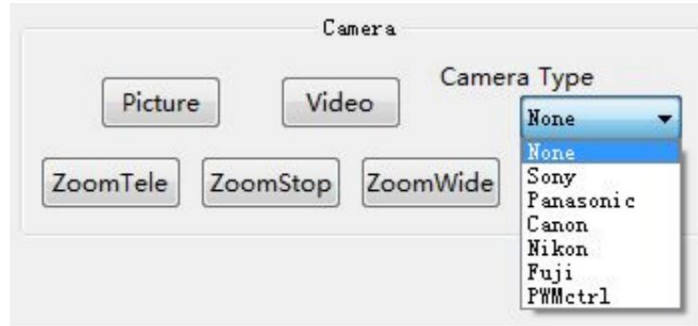 Camera
Camera Type
Picture
Video
None
ZoomTele
ZoomStop
ZoomWide
None
Sony
Panasonic
Canon
Nikon
Fuji
PWMctrl